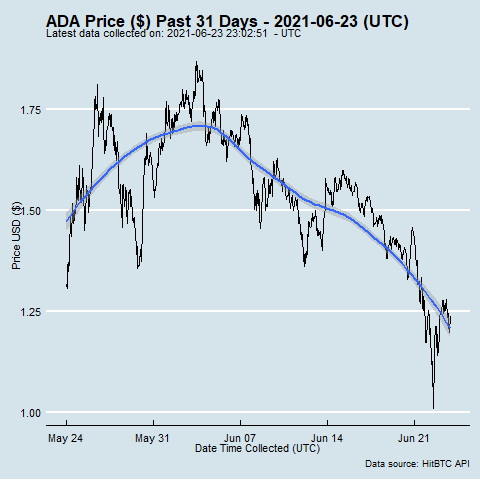 ADA Price ($) Past 31 Days - 2021-06-23 (UTC)
Latest data collected on: 2021-06-23 23:02:51 - UTC
Price USD ($)
1.75
1.50
1.25
1.00
May 24
May 31
Jun 07
Jun 14
Jun 21
Date Time Collected (UTC)
Data source: HitBTC API